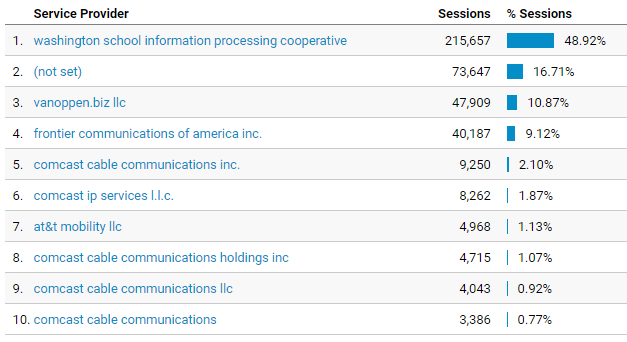 Service Provider Sessions % Sessions
1. washington school information processing cooperative 215,657 48.92%
2. (not set) 73,647 16.71%
3. vanoppen.biz llc 47,909 10.87%
4. frontier communications of america inc. 40,187 9.12%
5. comcast cable communications inc. 9,250 2.10%
6. comcast ip services l.l.c. 8,262 1.87%
7. at&t mobility llc 4,968 1.13%
8. comcast cable communications holdings inc 4,715 1.07%
9. comcast cable communications llc 4,043 0.92%
10. comcast cable communications 3,386 0.77%